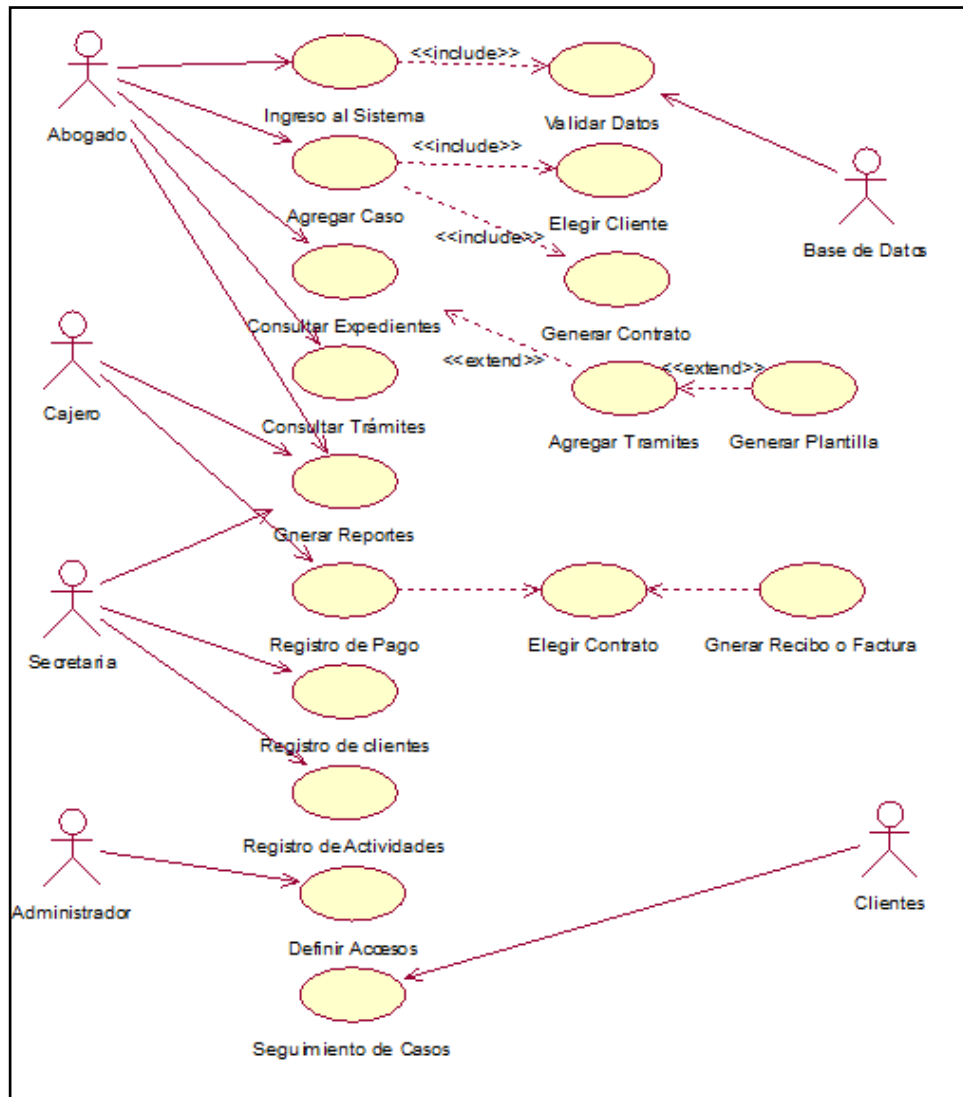 <<include>>
Abogado
Ingreso al Sistema
Validar Datos
<<include>>
Agregar Caso
Elegir Cliente
<<include>>
Base de Datos
Consultar Expedientes
Generar Contrato
<<extend>>
<<extend>>
Cajero
Consultar Trámites
Agregar Tramites
Generar Plantilla
Gnerar Reportes
Secretaria
Registro de Pago
Elegir Contrato
Gnerar Recibo o Factura
Registro de clientes
Registro de Actividades
Administrador
Clientes
Definir Accesos
Seguimiento de Casos